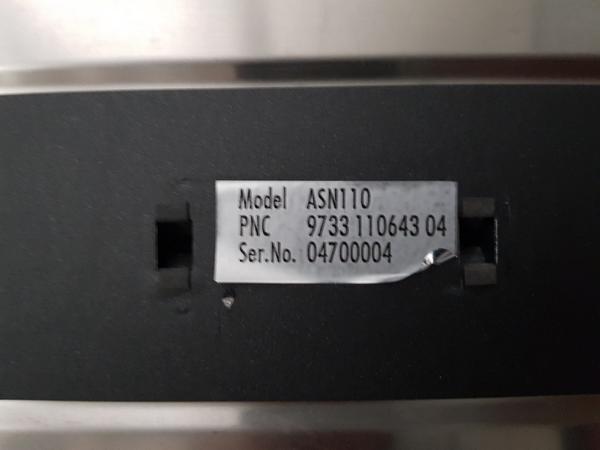 Model ASN110
PNC 9733 110643 04
Ser.No. 04700004